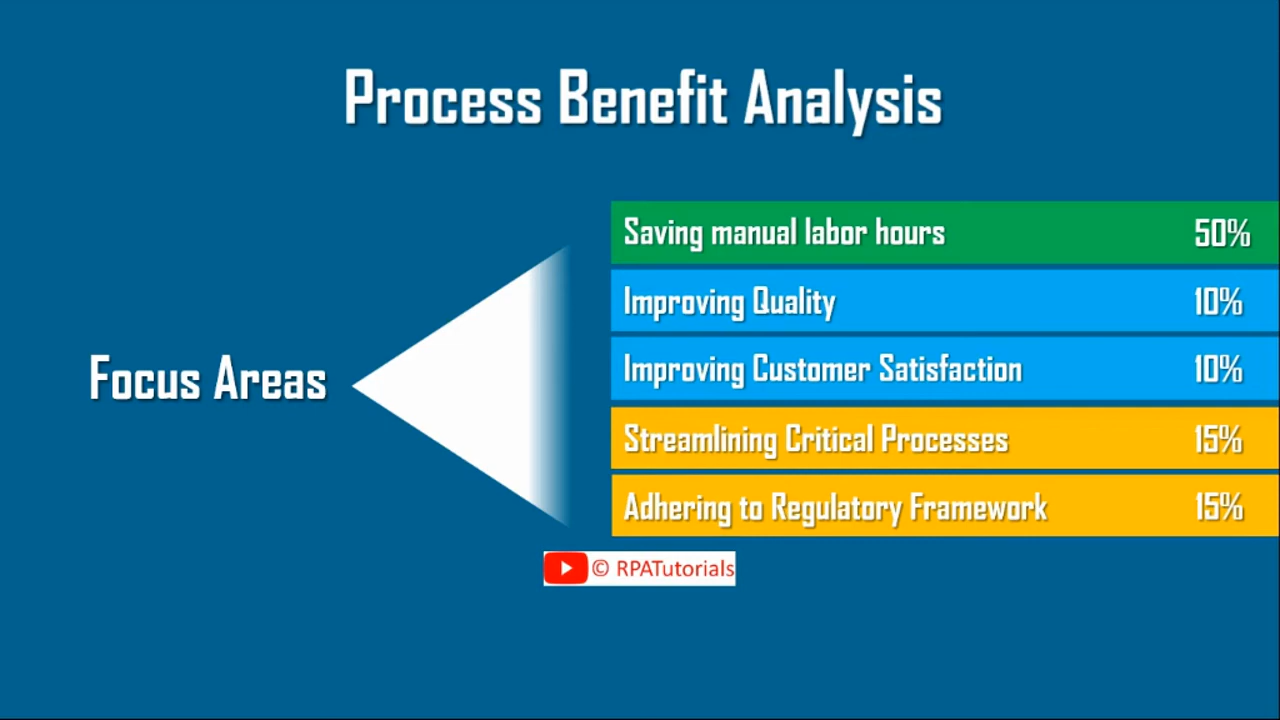 Process Benefit Analysis
Focus Areas
Saving manual labor hours 50%
Improving Quality 10%
Improving Customer Satisfaction 10%
Streamlining Critical Processes 15%
Adhering to Regulatory Framework 15%
© RPATutorials